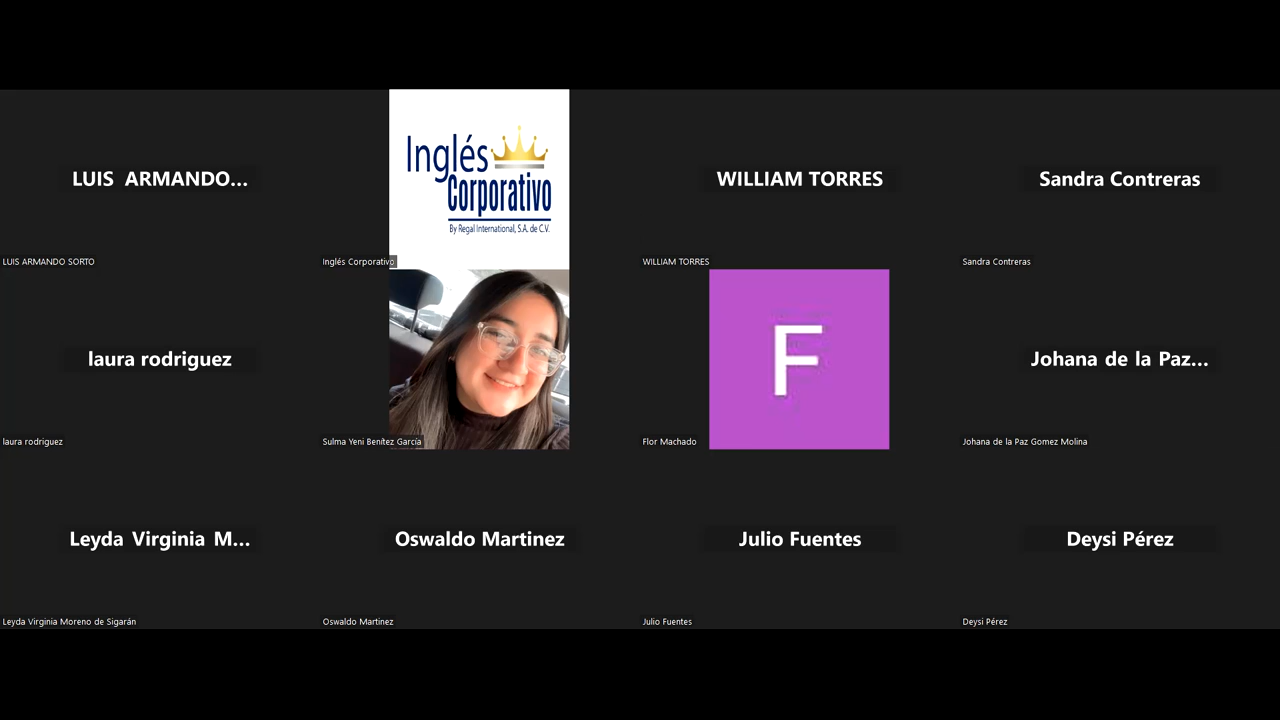 LUIS ARMANDO...
LUIS ARMANDO SORTO
Inglés
Corporativo
By Regal International, S.A. de C.V.
Inglés Corporativo
WILLIAM TORRES
WILLIAM TORRES
Sandra Contreras
Sandra Contreras
laura rodriguez
laura rodriguez
Sulma Yeni Benítez García
F
Flor Machado
Johana de la Paz...
Johana de la Paz Gomez Molina
Leyda Virginia M...
Leyda Virginia Moreno de Sigarán
Oswaldo Martinez
Oswaldo Martinez
Julio Fuentes
Julio Fuentes
Deysi Pérez
Deysi Pérez